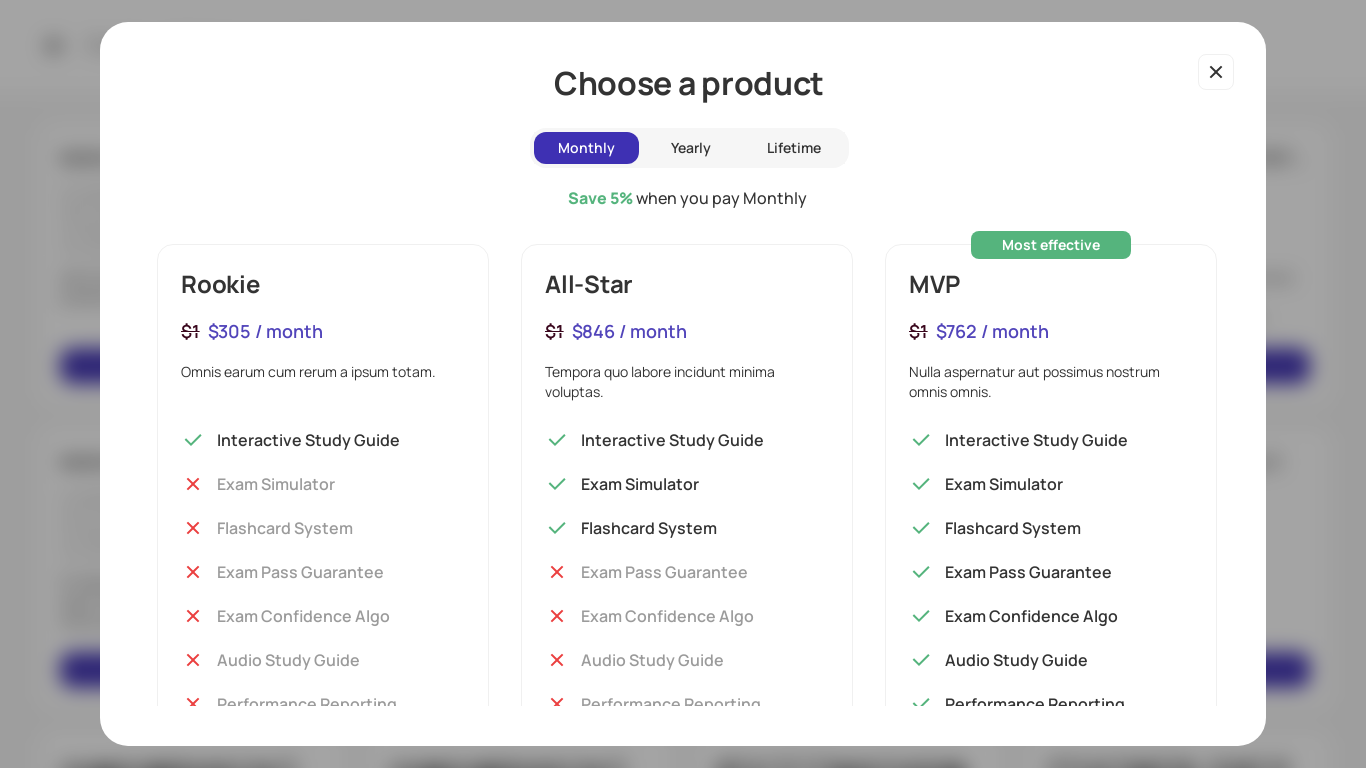 Choose a product
Monthly
Yearly
Lifetime
Save 5% when you pay Monthly
Rookie
$1 $305 / month
Omnis earum cum rerum a ipsum totam.
Interactive Study Guide
Exam Simulator
Flashcard System
Exam Pass Guarantee
Exam Confidence Algo
Audio Study Guide
Performance Reporting
All-Star
$1 $846 / month
Tempora quo labore incidunt minima
voluptas.
Interactive Study Guide
Exam Simulator
Flashcard System
Exam Pass Guarantee
Exam Confidence Algo
Audio Study Guide
Performance Reporting
Most effective
MVP
$1 $762 / month
Nulla aspernatur aut possimus nostrum
omnis omnis.
Interactive Study Guide
Exam Simulator
Flashcard System
Exam Pass Guarantee
Exam Confidence Algo
Audio Study Guide
Performance Reporting